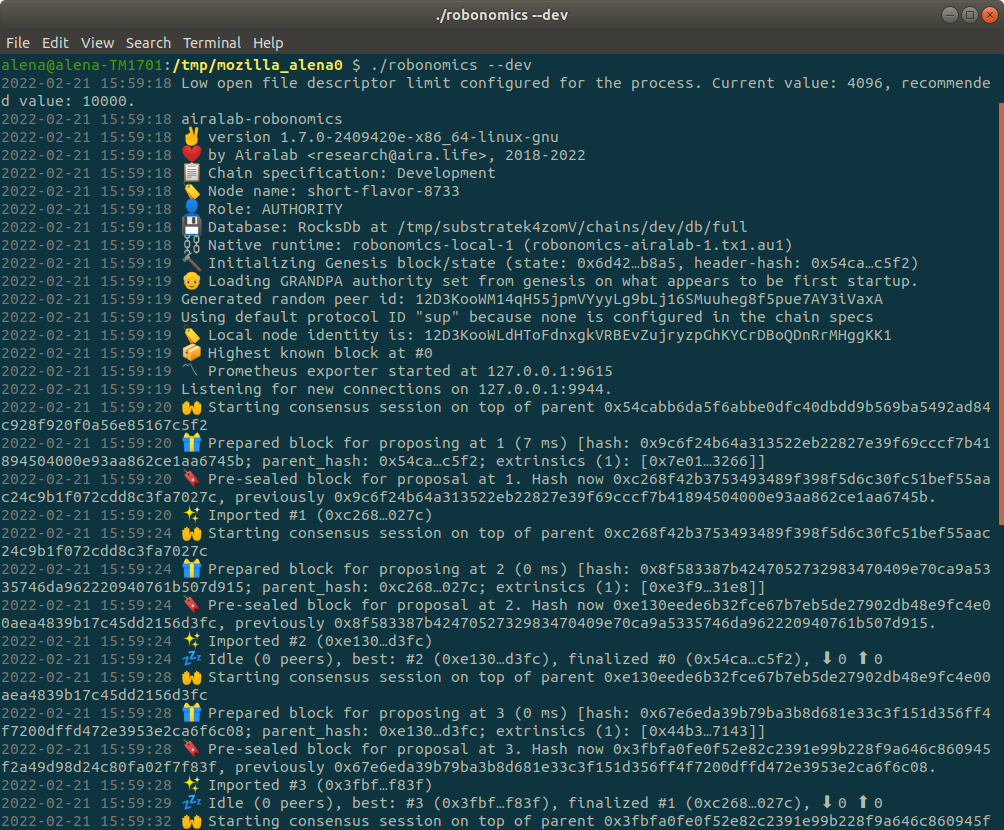 ./robonomics --dev
File Edit View Search Terminal Help
alena@alena-TM1701:/tmp/mozilla_alena0 $ ./robonomics --dev
2022-02-21 15:59:18 Low open file descriptor limit configured for the process. Current value: 4096, recommende
d value: 10000.
2022-02-21 15:59:18 airalab-robonomics
2022-02-21 15:59:18 ✌️ version 1.7.0-2409420e-x86_64-linux-gnu
2022-02-21 15:59:18 ❤️ by Airalab <research@aira.life>, 2018-2022
2022-02-21 15:59:18 📋 Chain specification: Development
2022-02-21 15:59:18 🏷 Node name: short-flavor-8733
2022-02-21 15:59:18 👤 Role: AUTHORITY
2022-02-21 15:59:18 💾 Database: RocksDb at /tmp/substratek4zomV/chains/dev/db/full
2022-02-21 15:59:18 ⛓ Native runtime: robonomics-local-1 (robonomics-airalab-1.tx1.au1)
2022-02-21 15:59:19 🔨 Initializing Genesis block/state (state: 0x6d42…b8a5, header-hash: 0x54ca…c5f2)
2022-02-21 15:59:19 👴 Loading GRANDPA authority set from genesis on what appears to be first startup.
2022-02-21 15:59:19 Generated random peer id: 12D3KooWM14qH55jpmVYyyLg9bLj16SMuuheg8f5pue7AY3iVaxA
2022-02-21 15:59:19 Using default protocol ID "sup" because none is configured in the chain specs
2022-02-21 15:59:19 🏷 Local node identity is: 12D3KooWLdHToFdnxgkVRBEvZujryzpGhKYCrDBoQDnRrMHggKK1
2022-02-21 15:59:19 📦 Highest known block at #0
2022-02-21 15:59:19 〽️ Prometheus exporter started at 127.0.0.1:9615
2022-02-21 15:59:19 Listening for new connections on 127.0.0.1:9944.
2022-02-21 15:59:20 🙌 Starting consensus session on top of parent 0x54cabb6da5f6abbe0dfc40dbdd9b569ba5492ad84
c928f920f0a56e85167c5f2
2022-02-21 15:59:20 🎁 Prepared block for proposing at 1 (7 ms) [hash: 0x9c6f24b64a313522eb22827e39f69cccf7b41
894504000e93aa862ce1aa6745b; parent_hash: 0x54ca…c5f2; extrinsics (1): [0x7e01…3266]]
2022-02-21 15:59:20 🔖 Pre-sealed block for proposal at 1. Hash now 0xc268f42b3753493489f398f5d6c30fc51bef55aa
c24c9b1f072cdd8c3fa7027c, previously 0x9c6f24b64a313522eb22827e39f69cccf7b41894504000e93aa862ce1aa6745b.
2022-02-21 15:59:20 ✨ Imported #1 (0xc268…027c)
2022-02-21 15:59:24 🙌 Starting consensus session on top of parent 0xc268f42b3753493489f398f5d6c30fc51bef55aac
24c9b1f072cdd8c3fa7027c
2022-02-21 15:59:24 🎁 Prepared block for proposing at 2 (0 ms) [hash: 0x8f583387b4247052732983470409e70ca9a53
35746da962220940761b507d915; parent_hash: 0xc268…027c; extrinsics (1): [0xe3f9…31e8]]
2022-02-21 15:59:24 🔖 Pre-sealed block for proposal at 2. Hash now 0xe130eede6b32fce67b7eb5de27902db48e9fc4e0
0aea4839b17c45dd2156d3fc, previously 0x8f583387b4247052732983470409e70ca9a5335746da962220940761b507d915.
2022-02-21 15:59:24 ✨ Imported #2 (0xe130…d3fc)
2022-02-21 15:59:24 💤 Idle (0 peers), best: #2 (0xe130…d3fc), finalized #0 (0x54ca…c5f2), ⬇ 0 ⬆ 0
2022-02-21 15:59:28 🙌 Starting consensus session on top of parent 0xe130eede6b32fce67b7eb5de27902db48e9fc4e00
aea4839b17c45dd2156d3fc
2022-02-21 15:59:28 🎁 Prepared block for proposing at 3 (0 ms) [hash: 0x67e6eda39b79ba3b8d681e33c3f151d356ff4
f7200dffd472e3953e2ca6f6c08; parent_hash: 0xe130…d3fc; extrinsics (1): [0x44b3…7143]]
2022-02-21 15:59:28 🔖 Pre-sealed block for proposal at 3. Hash now 0x3fbfa0fe0f52e82c2391e99b228f9a646c860945
f2a49d98d24c80fa02f7f83f, previously 0x67e6eda39b79ba3b8d681e33c3f151d356ff4f7200dffd472e3953e2ca6f6c08.
2022-02-21 15:59:28 ✨ Imported #3 (0x3fbf…f83f)
2022-02-21 15:59:29 💤 Idle (0 peers), best: #3 (0x3fbf…f83f), finalized #1 (0xc268…027c), ⬇ 0 ⬆ 0
2022-02-21 15:59:32 🙌 Starting consensus session on top of parent 0x3fbfa0fe0f52e82c2391e99b228f9a646c860945f